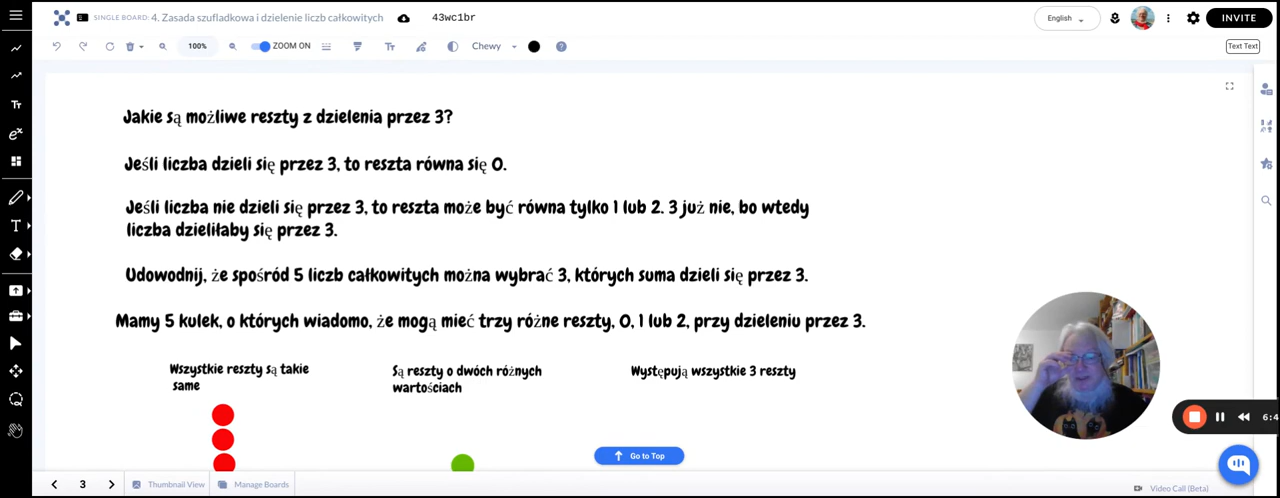 SINGLE BOARD: 4. Zasada szufladkowa i dzielenie liczb całkowitych
43wc1br
English
INVITE
100%
ZOOM ON
Tт
Chewy
Text Text
Tт
eˣ
T
Jakie są możliwe reszty z dzielenia przez 3?
Jeśli liczba dzieli się przez 3, to reszta równa się 0.
Jeśli liczba nie dzieli się przez 3, to reszta może być równa tylko 1 lub 2. 3 już nie, bo wtedy
liczba dzieliłaby się przez 3.
Udowodnij, że spośród 5 liczb całkowitych można wybrać 3, których suma dzieli się przez 3.
Mamy 5 kulek, o których wiadomo, że mogą mieć trzy różne reszty, 0, 1 lub 2, przy dzieleniu przez 3.
Wszystkie reszty są takie
same
Są reszty o dwóch różnych
wartościach
Występują wszystkie 3 reszty
6:4
Go to Top
3
Thumbnail View
Manage Boards
Video Call (Beta)